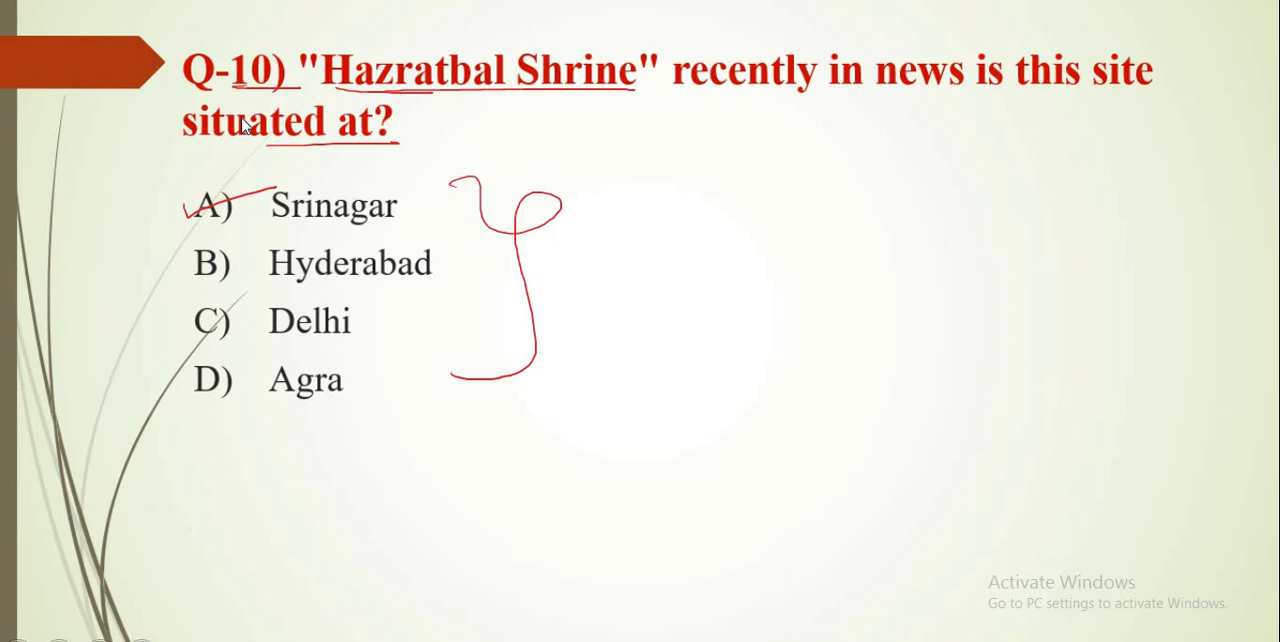 Q-10) "Hazratbal Shrine" recently in news is this site
situated at?
A) Srinagar
B) Hyderabad
C) Delhi
D) Agra
Activate Windows
Go to PC settings to activate Windows.